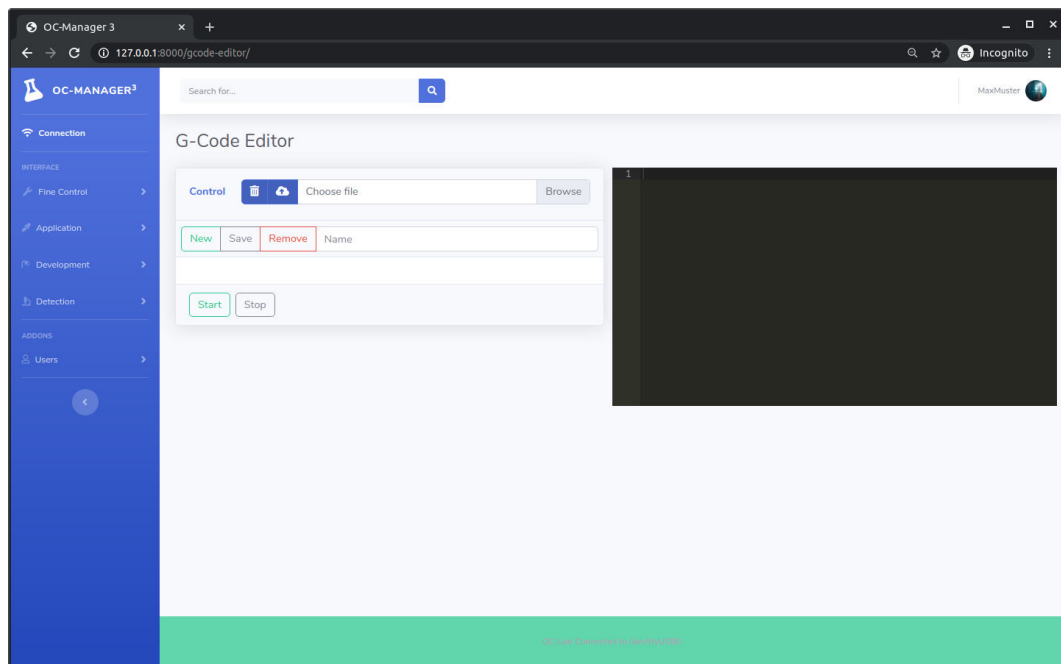 OC-Manager 3
127.0.0.1:8000/gcode-editor/
Incognito
OC-MANAGER³
Search for...
MaxMuster
Connection
G-Code Editor
INTERFACE
Fine Control
Control
Choose file
Browse
1
Application
New
Save
Remove
Name
Development
Detection
Start
Stop
ADDONS
Users